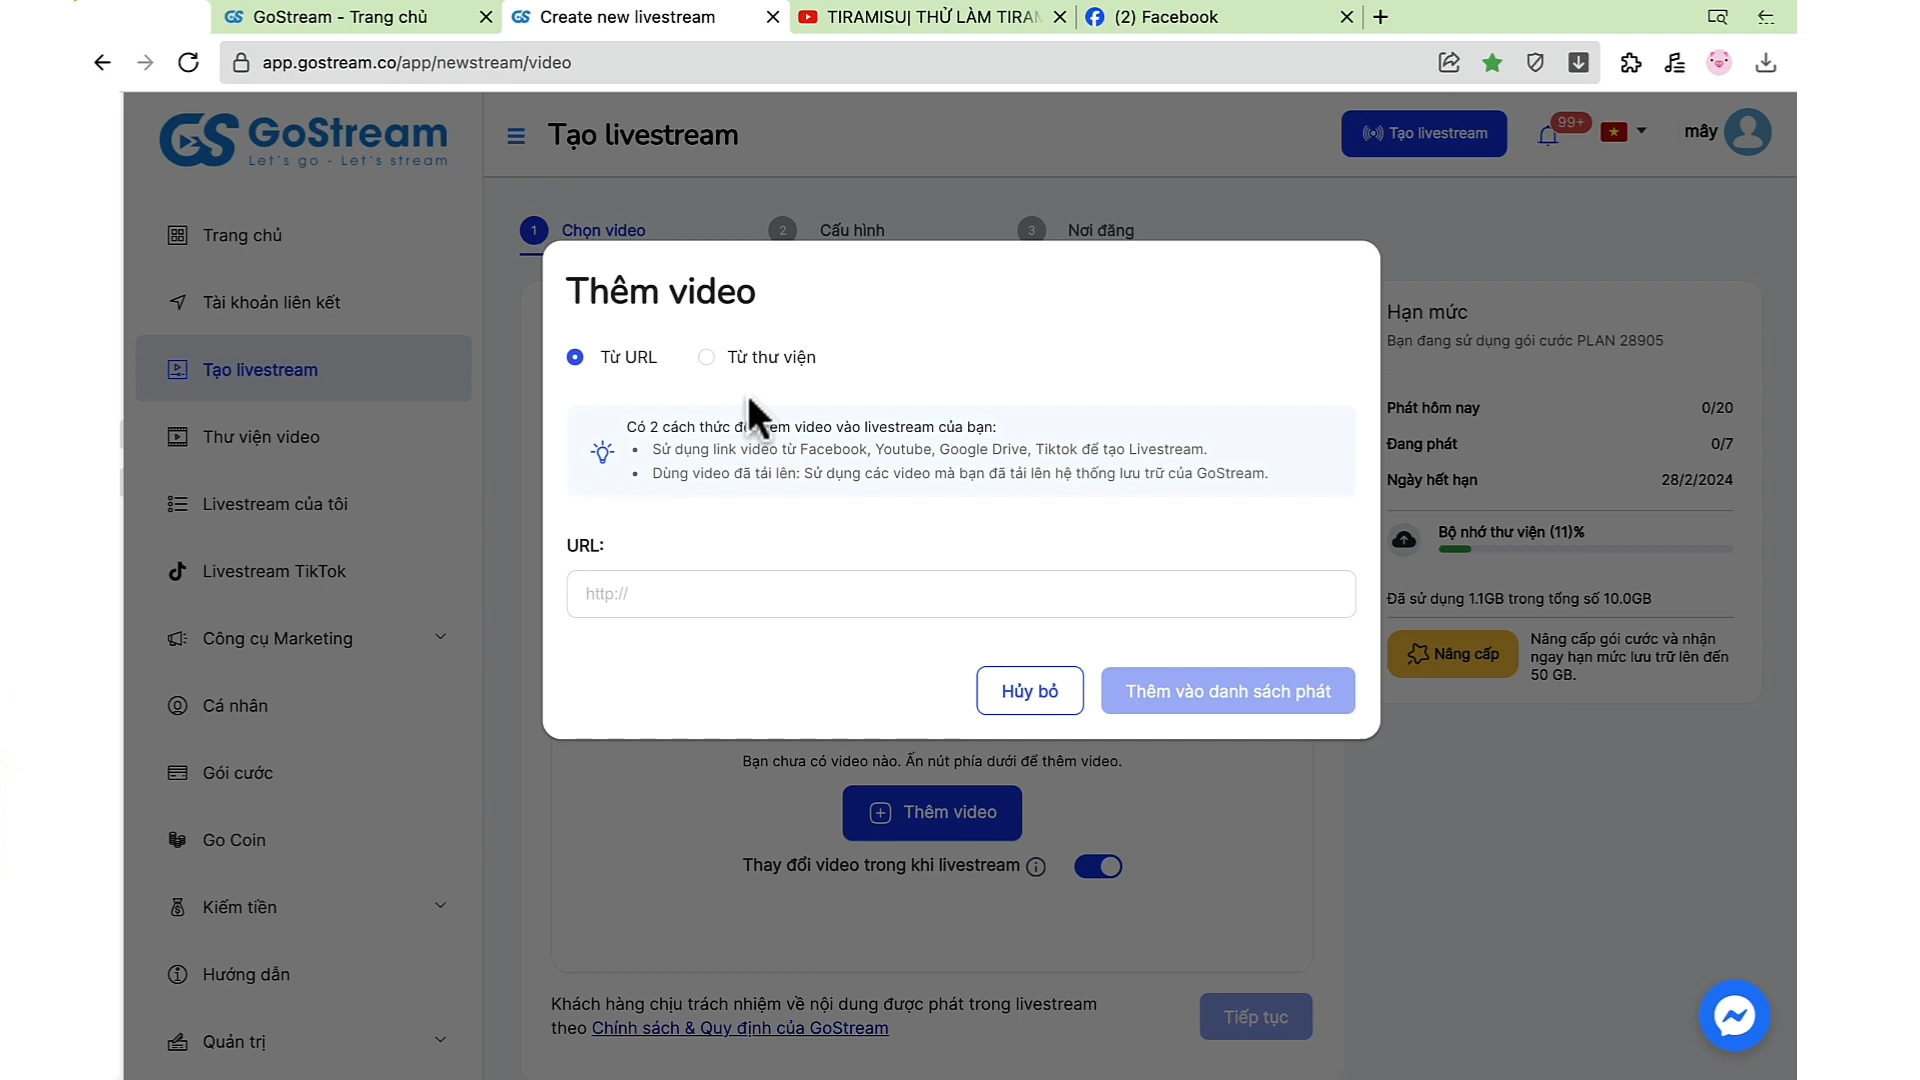 GoStream - Trang chủ
Create new livestream
TIRAMISU| THỬ LÀM TIRAM
(2) Facebook
app.gostream.co/app/newstream/video
GoStream
Let's go - Let's stream
Tạo livestream
Tạo livestream
99+
mây
Trang chủ
Tài khoản liên kết
Tạo livestream
Thư viện video
Livestream của tôi
Livestream TikTok
Công cụ Marketing
Cá nhân
Gói cước
Go Coin
Kiếm tiền
Hướng dẫn
Quản trị
1 Chọn video
2 Cấu hình
3 Nơi đăng
Thêm video
Từ URL
Từ thư viện
Có 2 cách thức để thêm video vào livestream của bạn:
• Sử dụng link video từ Facebook, Youtube, Google Drive, Tiktok để tạo Livestream.
• Dùng video đã tải lên: Sử dụng các video mà bạn đã tải lên hệ thống lưu trữ của GoStream.
URL:
http://
Hủy bỏ
Thêm vào danh sách phát
Bạn chưa có video nào. Ấn nút phía dưới để thêm video.
Thêm video
Thay đổi video trong khi livestream
Khách hàng chịu trách nhiệm về nội dung được phát trong livestream
theo Chính sách & Quy định của GoStream
Tiếp tục
Hạn mức
Bạn đang sử dụng gói cước PLAN 28905
Phát hôm nay 0/20
Đang phát 0/7
Ngày hết hạn 28/2/2024
Bộ nhớ thư viện (11)%
Đã sử dụng 1.1GB trong tổng số 10.0GB
Nâng cấp
Nâng cấp gói cước và nhận
ngay hạn mức lưu trữ lên đến
50 GB.